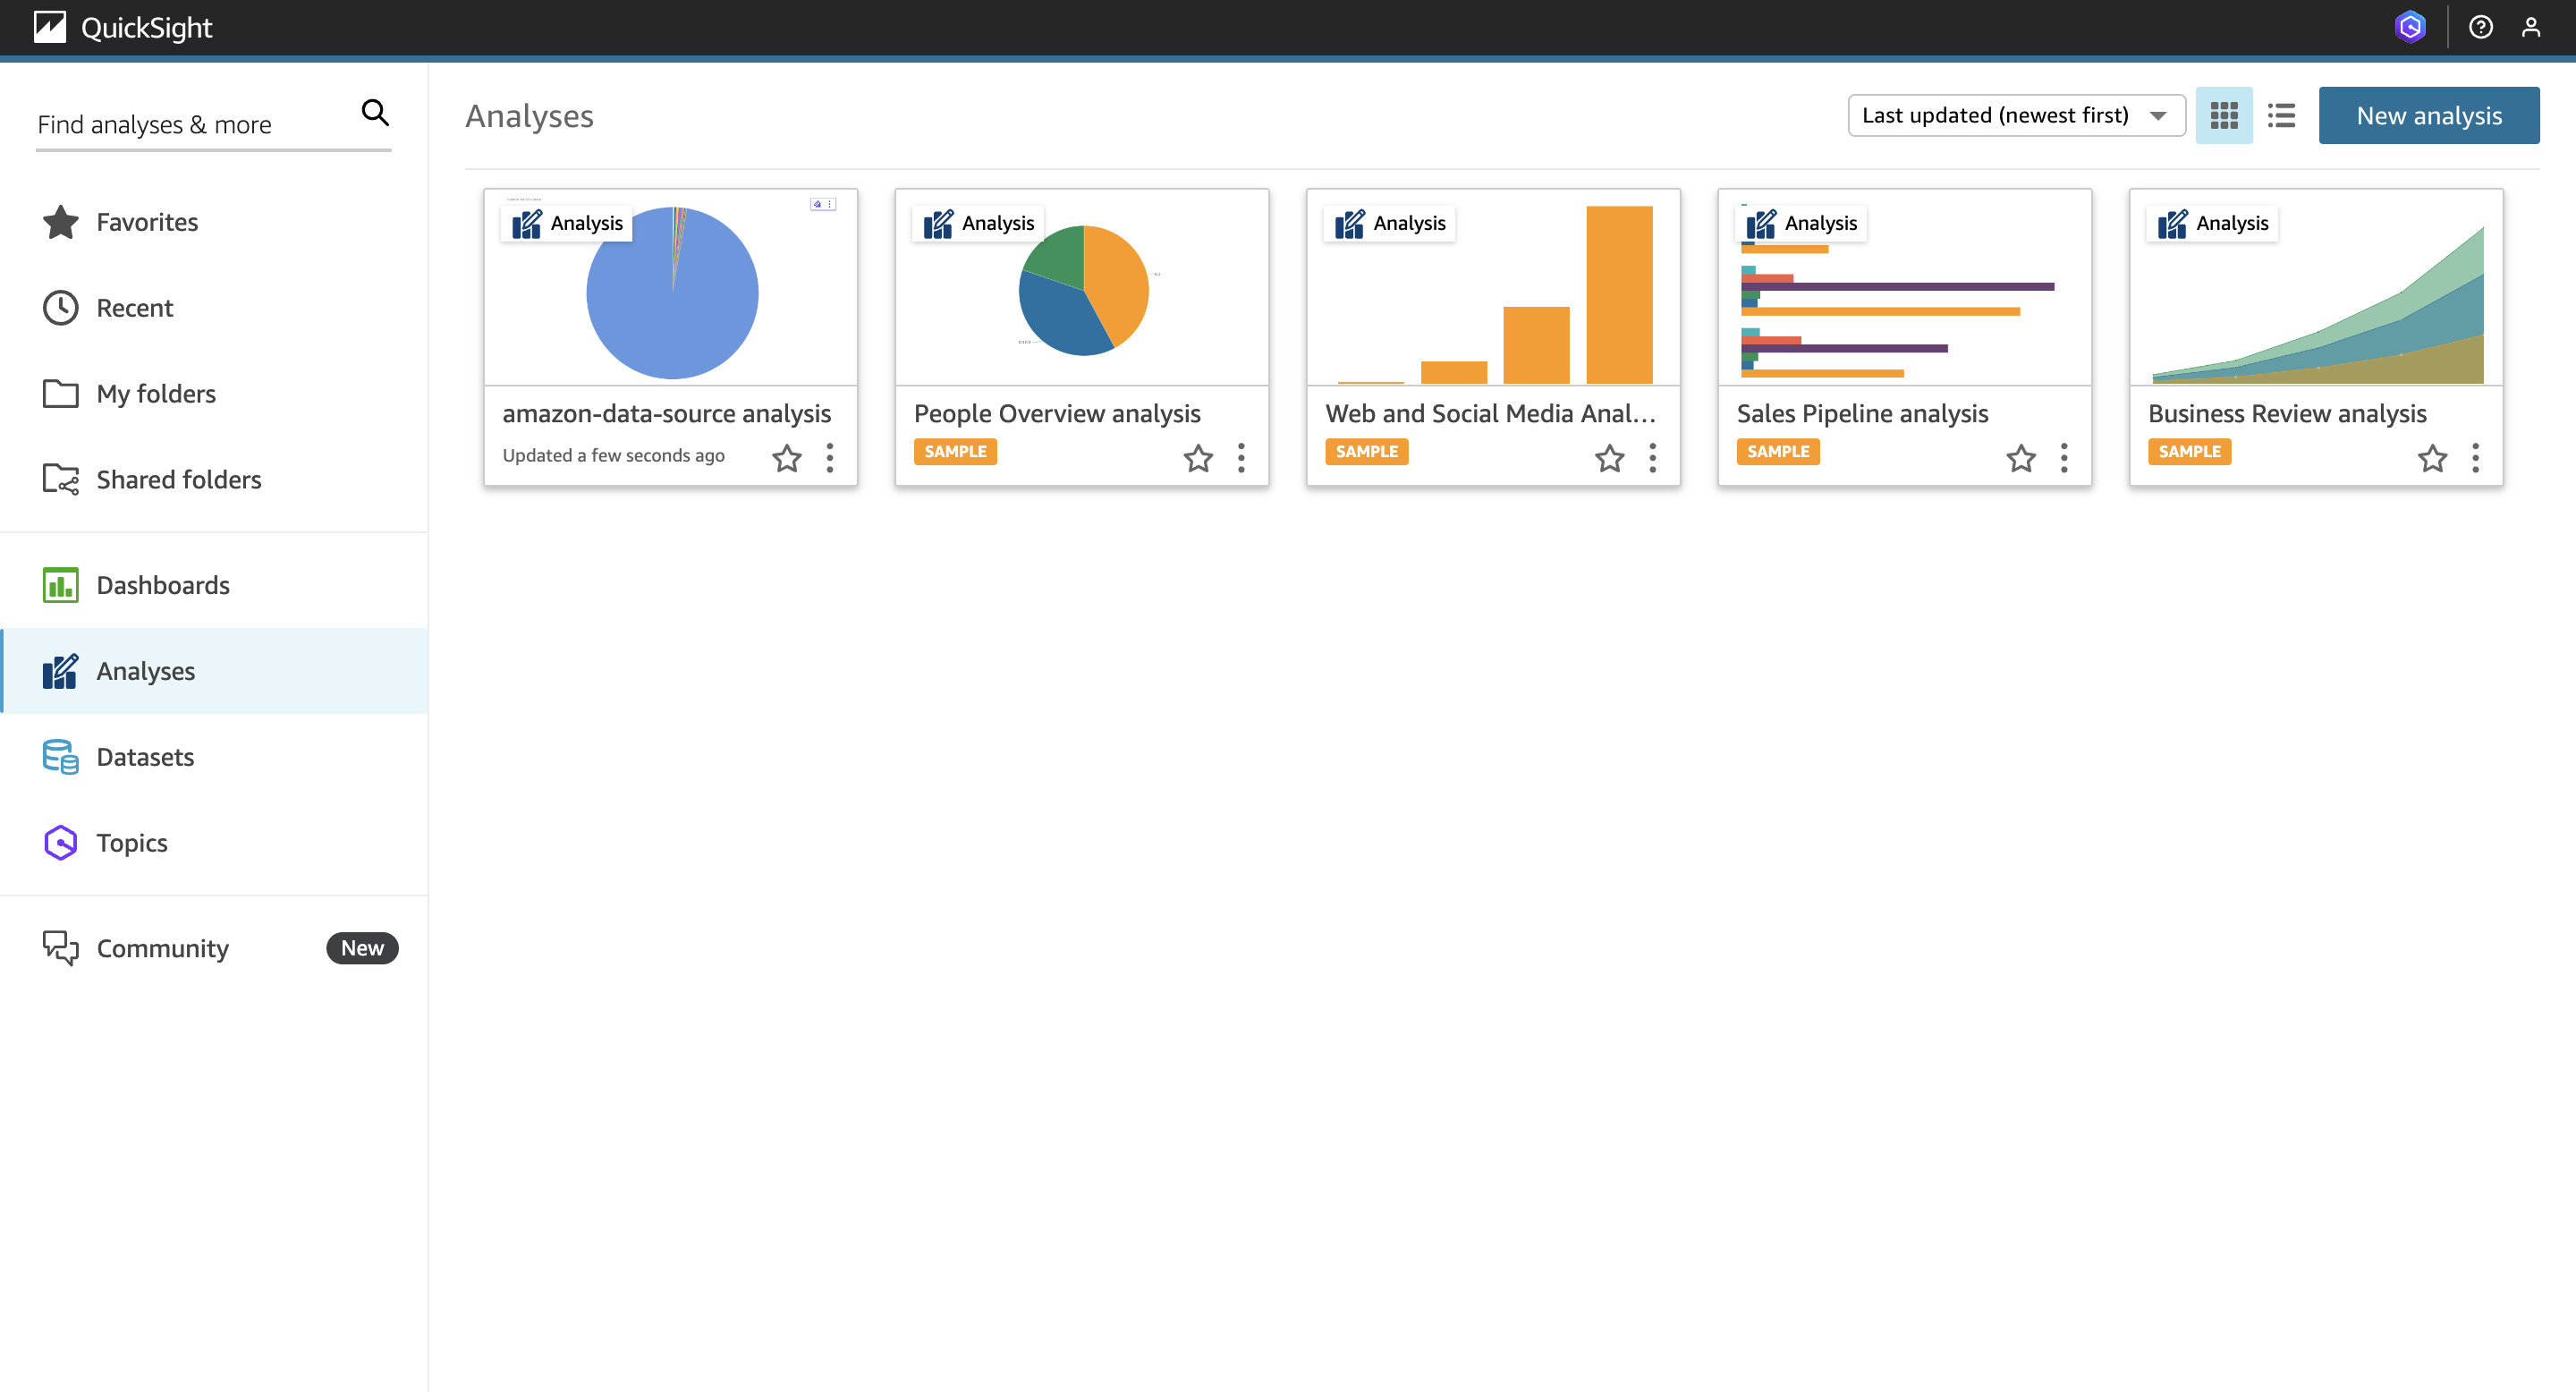 QuickSight
Find analyses & more
Favorites
Recent
My folders
Shared folders
Dashboards
Analyses
Datasets
Topics
Community New
Analyses
Last updated (newest first)
New analysis
Analysis
amazon-data-source analysis
Updated a few seconds ago
Analysis
People Overview analysis
SAMPLE
Analysis
Web and Social Media Anal...
SAMPLE
Analysis
Sales Pipeline analysis
SAMPLE
Analysis
Business Review analysis
SAMPLE